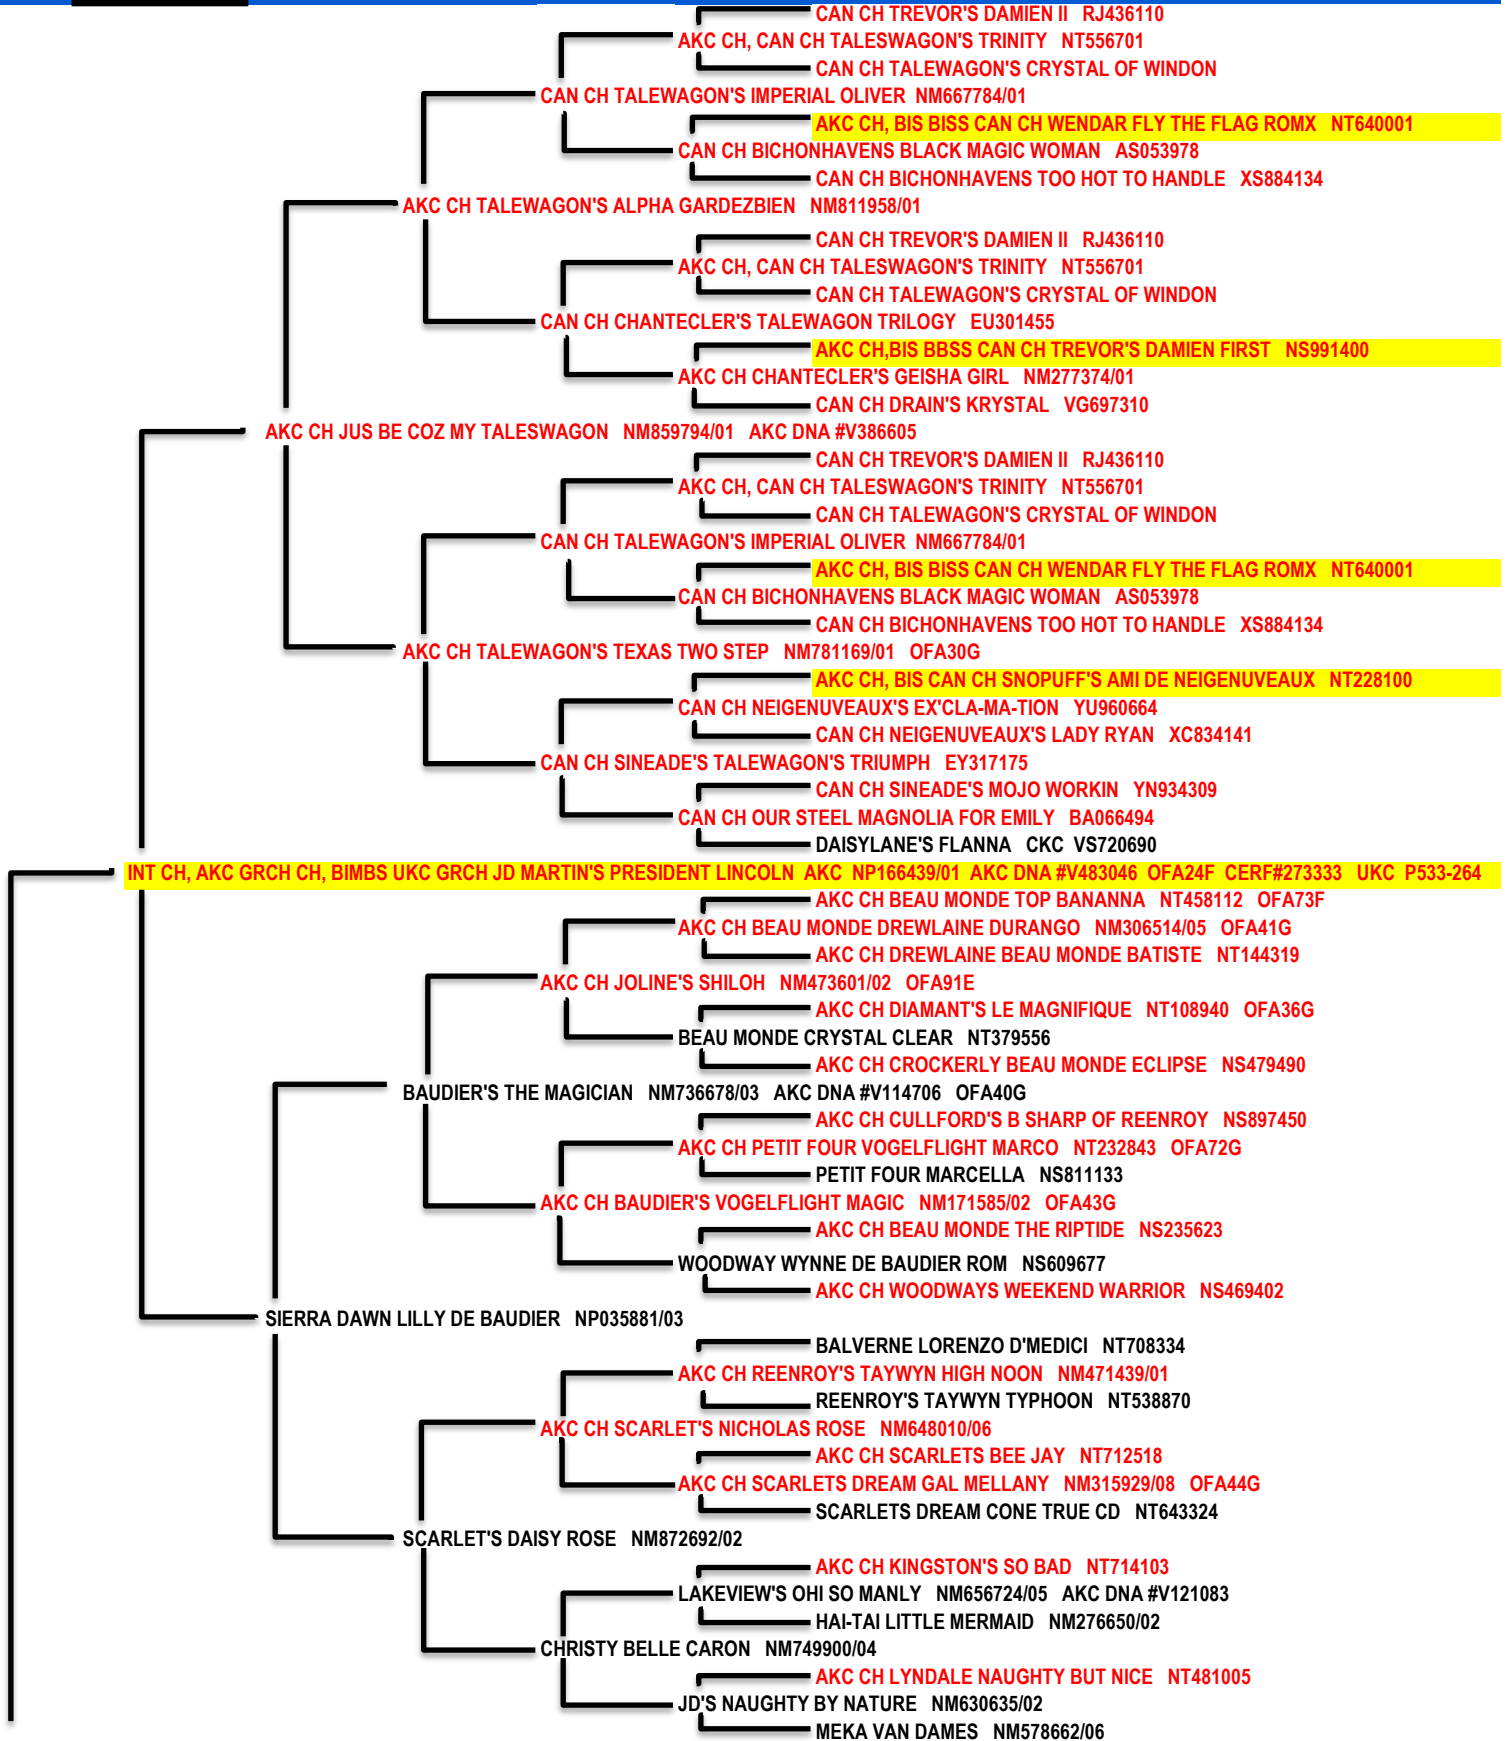 CAN CH TREVOR'S DAMIEN II RJ436110
AKC CH, CAN CH TALESWAGON'S TRINITY NT556701
CAN CH TALEWAGON'S CRYSTAL OF WINDON
CAN CH TALEWAGON'S IMPERIAL OLIVER NM667784/01
AKC CH, BIS BISS CAN CH WENDAR FLY THE FLAG ROMX NT640001
CAN CH BICHONHAVENS BLACK MAGIC WOMAN AS053978
CAN CH BICHONHAVENS TOO HOT TO HANDLE XS884134
AKC CH TALEWAGON'S ALPHA GARDEZBIEN NM811958/01
CAN CH TREVOR'S DAMIEN II RJ436110
AKC CH, CAN CH TALESWAGON'S TRINITY NT556701
CAN CH TALEWAGON'S CRYSTAL OF WINDON
CAN CH CHANTECLER'S TALEWAGON TRILOGY EU301455
AKC CH,BIS BBSS CAN CH TREVOR'S DAMIEN FIRST NS991400
AKC CH CHANTECLER'S GEISHA GIRL NM277374/01
CAN CH DRAIN'S KRYSTAL VG697310
AKC CH JUS BE COZ MY TALESWAGON NM859794/01 AKC DNA #V386605
CAN CH TREVOR'S DAMIEN II RJ436110
AKC CH, CAN CH TALESWAGON'S TRINITY NT556701
CAN CH TALEWAGON'S CRYSTAL OF WINDON
CAN CH TALEWAGON'S IMPERIAL OLIVER NM667784/01
AKC CH, BIS BISS CAN CH WENDAR FLY THE FLAG ROMX NT640001
CAN CH BICHONHAVENS BLACK MAGIC WOMAN AS053978
CAN CH BICHONHAVENS TOO HOT TO HANDLE XS884134
AKC CH TALEWAGON'S TEXAS TWO STEP NM781169/01 OFA30G
AKC CH, BIS CAN CH SNOPUFF'S AMI DE NEIGENUVEAUX NT228100
CAN CH NEIGENUVEAUX'S EX'CLA-MA-TION YU960664
CAN CH NEIGENUVEAUX'S LADY RYAN XC834141
CAN CH SINEADE'S TALEWAGON'S TRIUMPH EY317175
CAN CH SINEADE'S MOJO WORKIN YN934309
CAN CH OUR STEEL MAGNOLIA FOR EMILY BA066494
DAISYLANE'S FLANNA CKC VS720690
INT CH, AKC GRCH CH, BIMBS UKC GRCH JD MARTIN'S PRESIDENT LINCOLN AKC NP166439/01 AKC DNA #V483046 OFA24F CERF#273333 UKC P533-264
AKC CH BEAU MONDE TOP BANANNA NT458112 OFA73F
AKC CH BEAU MONDE DREWLAINE DURANGO NM306514/05 OFA41G
AKC CH DREWLAINE BEAU MONDE BATISTE NT144319
AKC CH JOLINE'S SHILOH NM473601/02 OFA91E
AKC CH DIAMANT'S LE MAGNIFIQUE NT108940 OFA36G
BEAU MONDE CRYSTAL CLEAR NT379556
AKC CH CROCKERLY BEAU MONDE ECLIPSE NS479490
BAUDIER'S THE MAGICIAN NM736678/03 AKC DNA #V114706 OFA40G
AKC CH CULLFORD'S B SHARP OF REENROY NS897450
AKC CH PETIT FOUR VOGELFLIGHT MARCO NT232843 OFA72G
PETIT FOUR MARCELLA NS811133
AKC CH BAUDIER'S VOGELFLIGHT MAGIC NM171585/02 OFA43G
AKC CH BEAU MONDE THE RIPTIDE NS235623
WOODWAY WYNNE DE BAUDIER ROM NS609677
AKC CH WOODWAYS WEEKEND WARRIOR NS469402
SIERRA DAWN LILLY DE BAUDIER NP035881/03
BALVERNE LORENZO D'MEDICI NT708334
AKC CH REENROY'S TAYWYN HIGH NOON NM471439/01
REENROY'S TAYWYN TYPHOON NT538870
AKC CH SCARLET'S NICHOLAS ROSE NM648010/06
AKC CH SCARLETS BEE JAY NT712518
AKC CH SCARLETS DREAM GAL MELLANY NM315929/08 OFA44G
SCARLETS DREAM CONE TRUE CD NT643324
SCARLET'S DAISY ROSE NM872692/02
AKC CH KINGSTON'S SO BAD NT714103
LAKEVIEW'S OHI SO MANLY NM656724/05 AKC DNA #V121083
HAI-TAI LITTLE MERMAID NM276650/02
CHRISTY BELLE CARON NM749900/04
AKC CH LYNDALE NAUGHTY BUT NICE NT481005
JD'S NAUGHTY BY NATURE NM630635/02
MEKA VAN DAMES NM578662/06